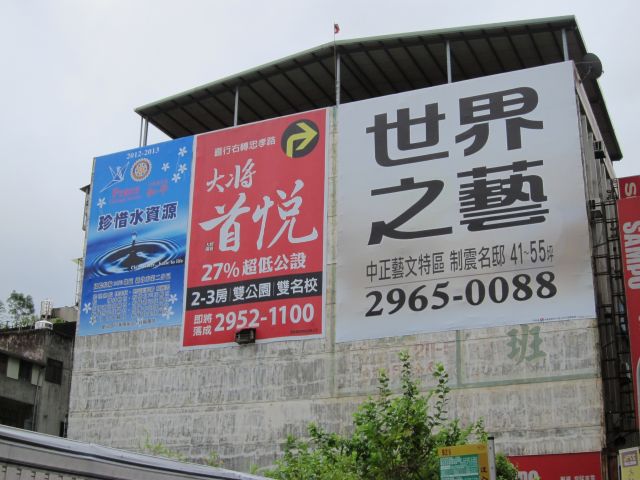 2012-2013
Peace
珍惜水資源
直行右轉忠孝路
大將
首悅
27% 超低公設
2-3房 雙公園 雙名校
即將
落成 2952-1100
世界
之藝
中正藝文特區 制震名邸 41~55坪
2965-0088
班
SAMPO